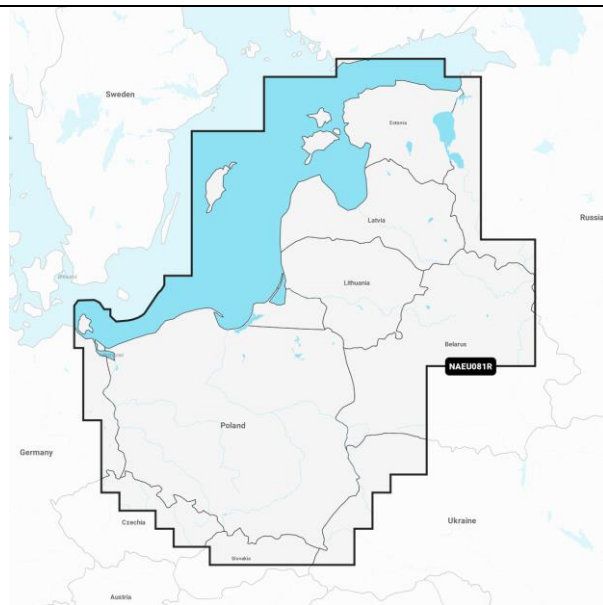 Sweden
Estonia
Russia
Latvia
Lithuania
Belarus
NAEU081R
Poland
Germany
Czechia
Ukraine
Slovakia
Austria